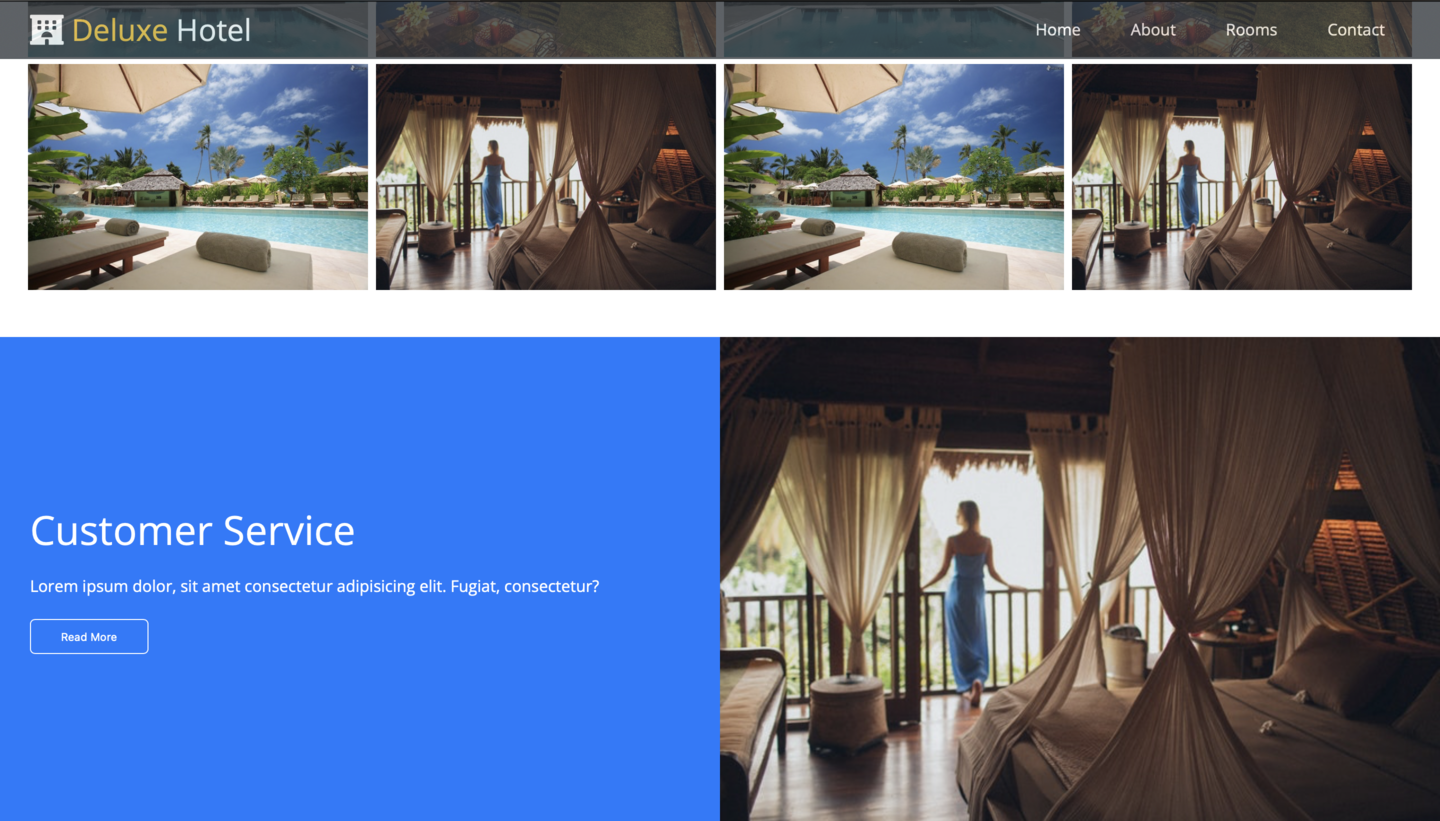 Deluxe Hotel
Home About Rooms Contact
Customer Service
Lorem ipsum dolor, sit amet consectetur adipisicing elit. Fugiat, consectetur?
Read More